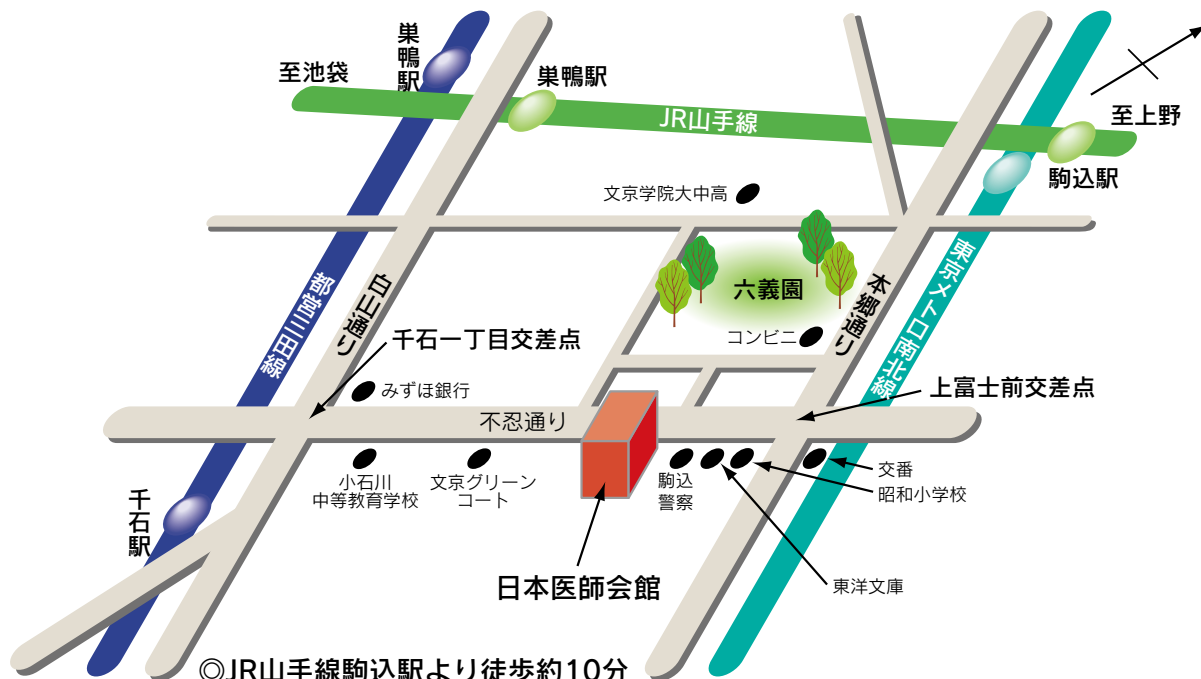 巣鴨駅
至池袋
巣鴨駅
JR山手線
至上野
駒込駅
文京学院大中高
都営三田線
白山通り
六義園
本郷通り
東京メトロ南北線
コンビニ
千石一丁目交差点
みずほ銀行
上富士前交差点
不忍通り
小石川
中等教育学校
文京グリーン
コート
駒込
警察
交番
昭和小学校
千石駅
日本医師会館
東洋文庫
◎JR山手線駒込駅より徒歩約10分